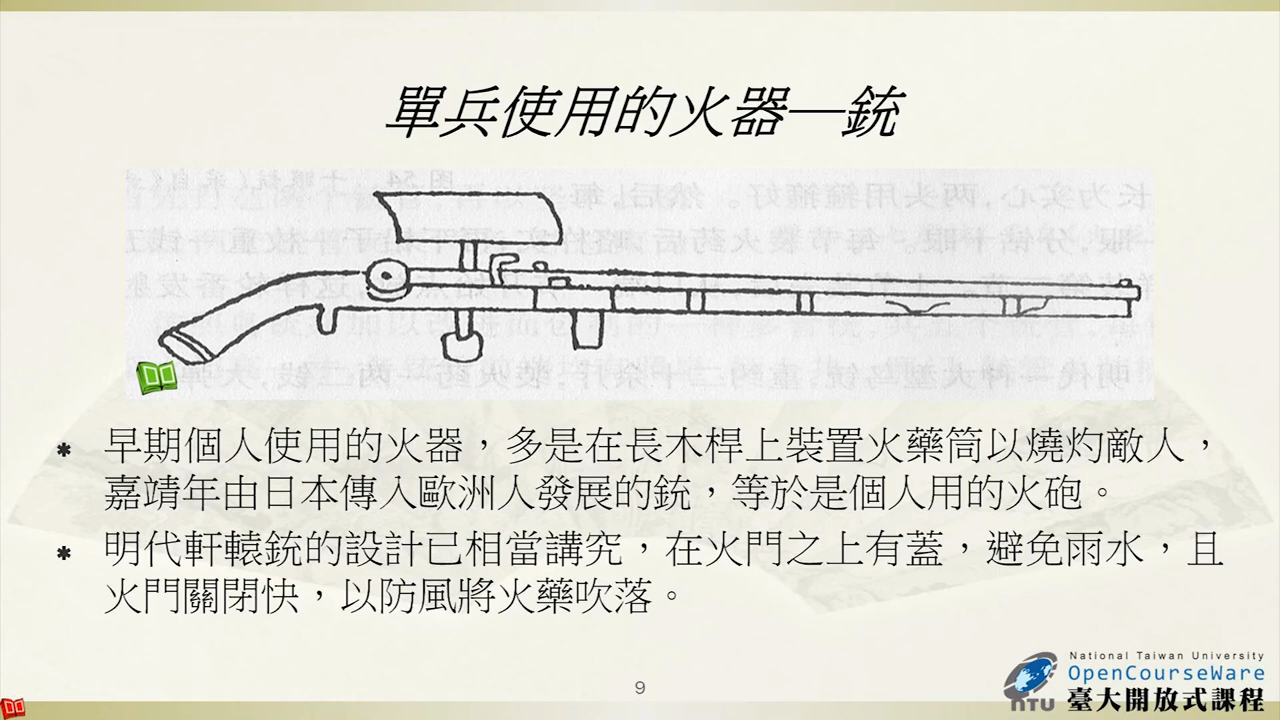 單兵使用的火器—銃
早期個人使用的火器，多是在長木桿上裝置火藥筒以燒灼敵人，
嘉靖年由日本傳入歐洲人發展的銃，等於是個人用的火砲。
明代軒轅銃的設計已相當講究，在火門之上有蓋，避免雨水，且
火門關閉快，以防風將火藥吹落。
9
National Taiwan University
OpenCourseWare
NTU
臺大開放式課程